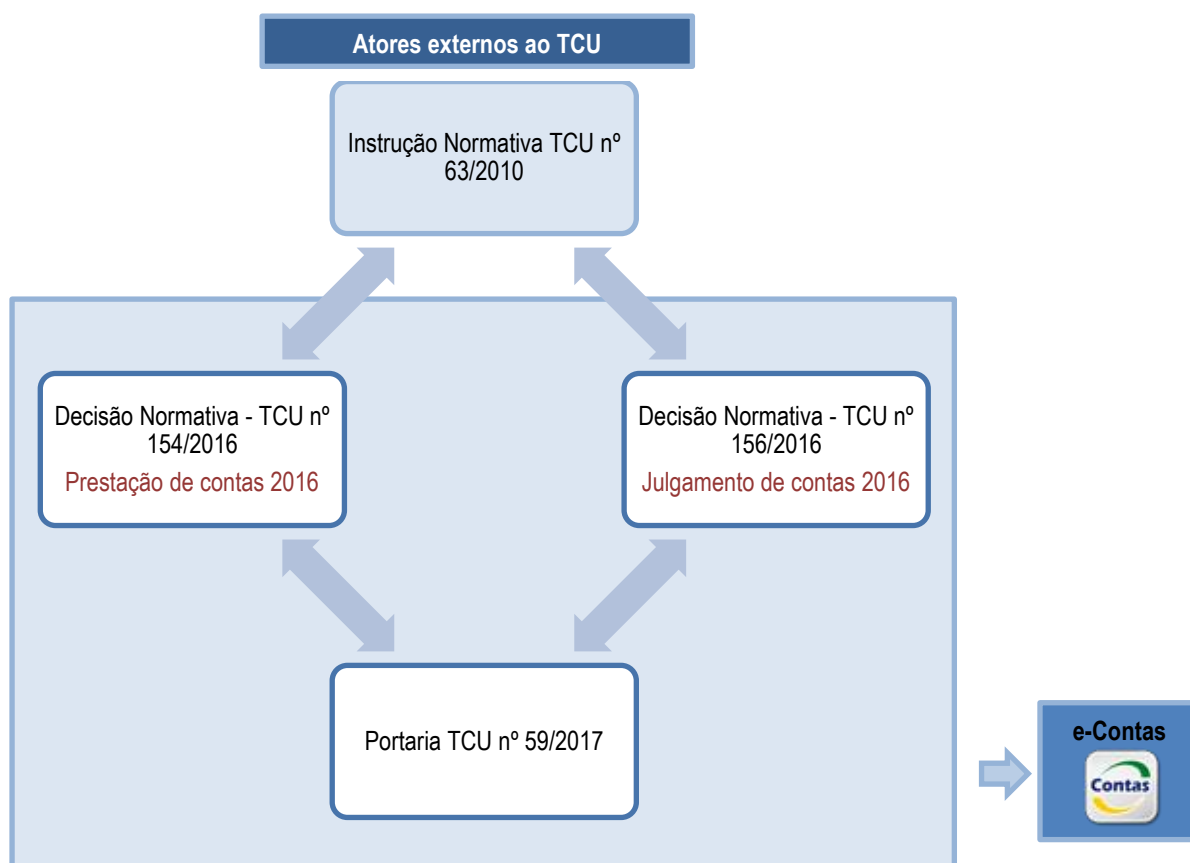 Atores externos ao TCU
Instrução Normativa TCU nº
63/2010
Decisão Normativa - TCU nº
154/2016
Prestação de contas 2016
Decisão Normativa - TCU nº
156/2016
Julgamento de contas 2016
Portaria TCU nº 59/2017
e-Contas
Contas